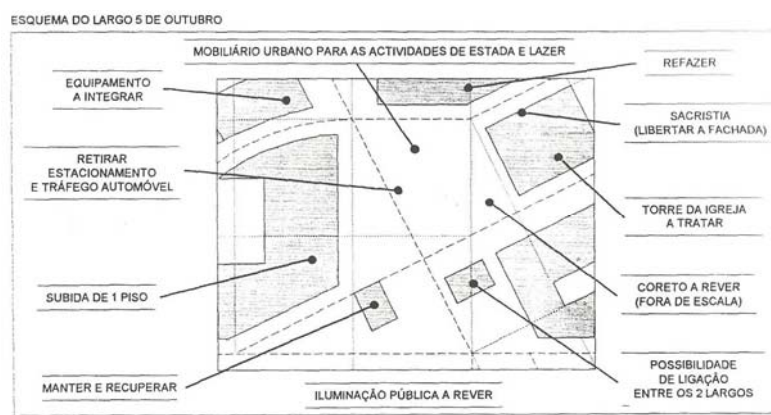 ESQUEMA DO LARGO 5 DE OUTUBRO
MOBILIÁRIO URBANO PARA AS ACTIVIDADES DE ESTADA E LAZER
EQUIPAMENTO
A INTEGRAR
RETIRAR
ESTACIONAMENTO
E TRÁFEGO AUTOMÓVEL
SUBIDA DE 1 PISO
MANTER E RECUPERAR
ILUMINAÇÃO PÚBLICA A REVER
REFAZER
SACRISTIA
(LIBERTAR A FACHADA)
TORRE DA IGREJA
A TRATAR
CORETO A REVER
(FORA DE ESCALA)
POSSIBILIDADE
DE LIGAÇÃO
ENTRE OS 2 LARGOS